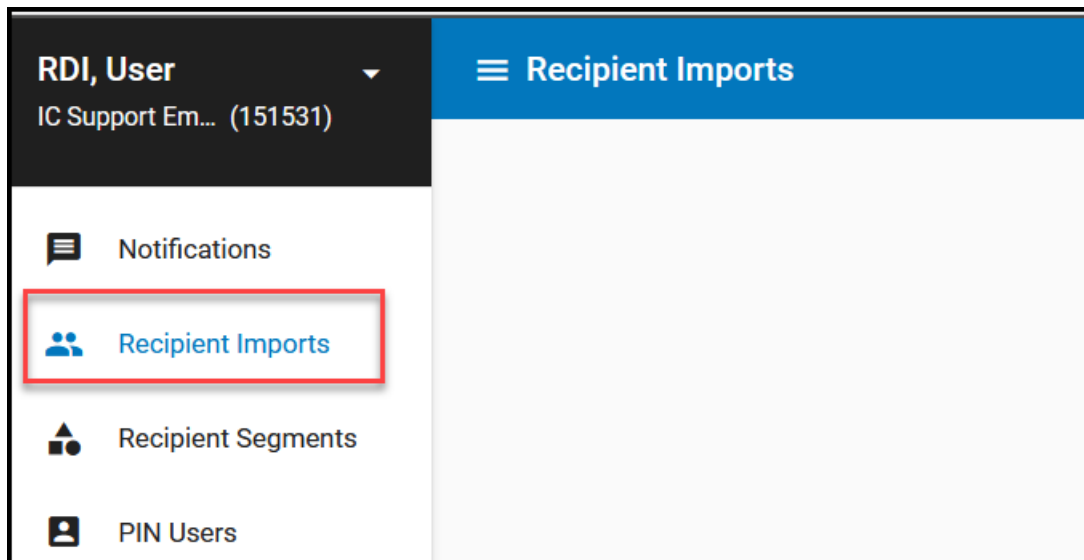 RDI, User
IC Support Em... (151531)
Recipient Imports
Notifications
Recipient Imports
Recipient Segments
PIN Users